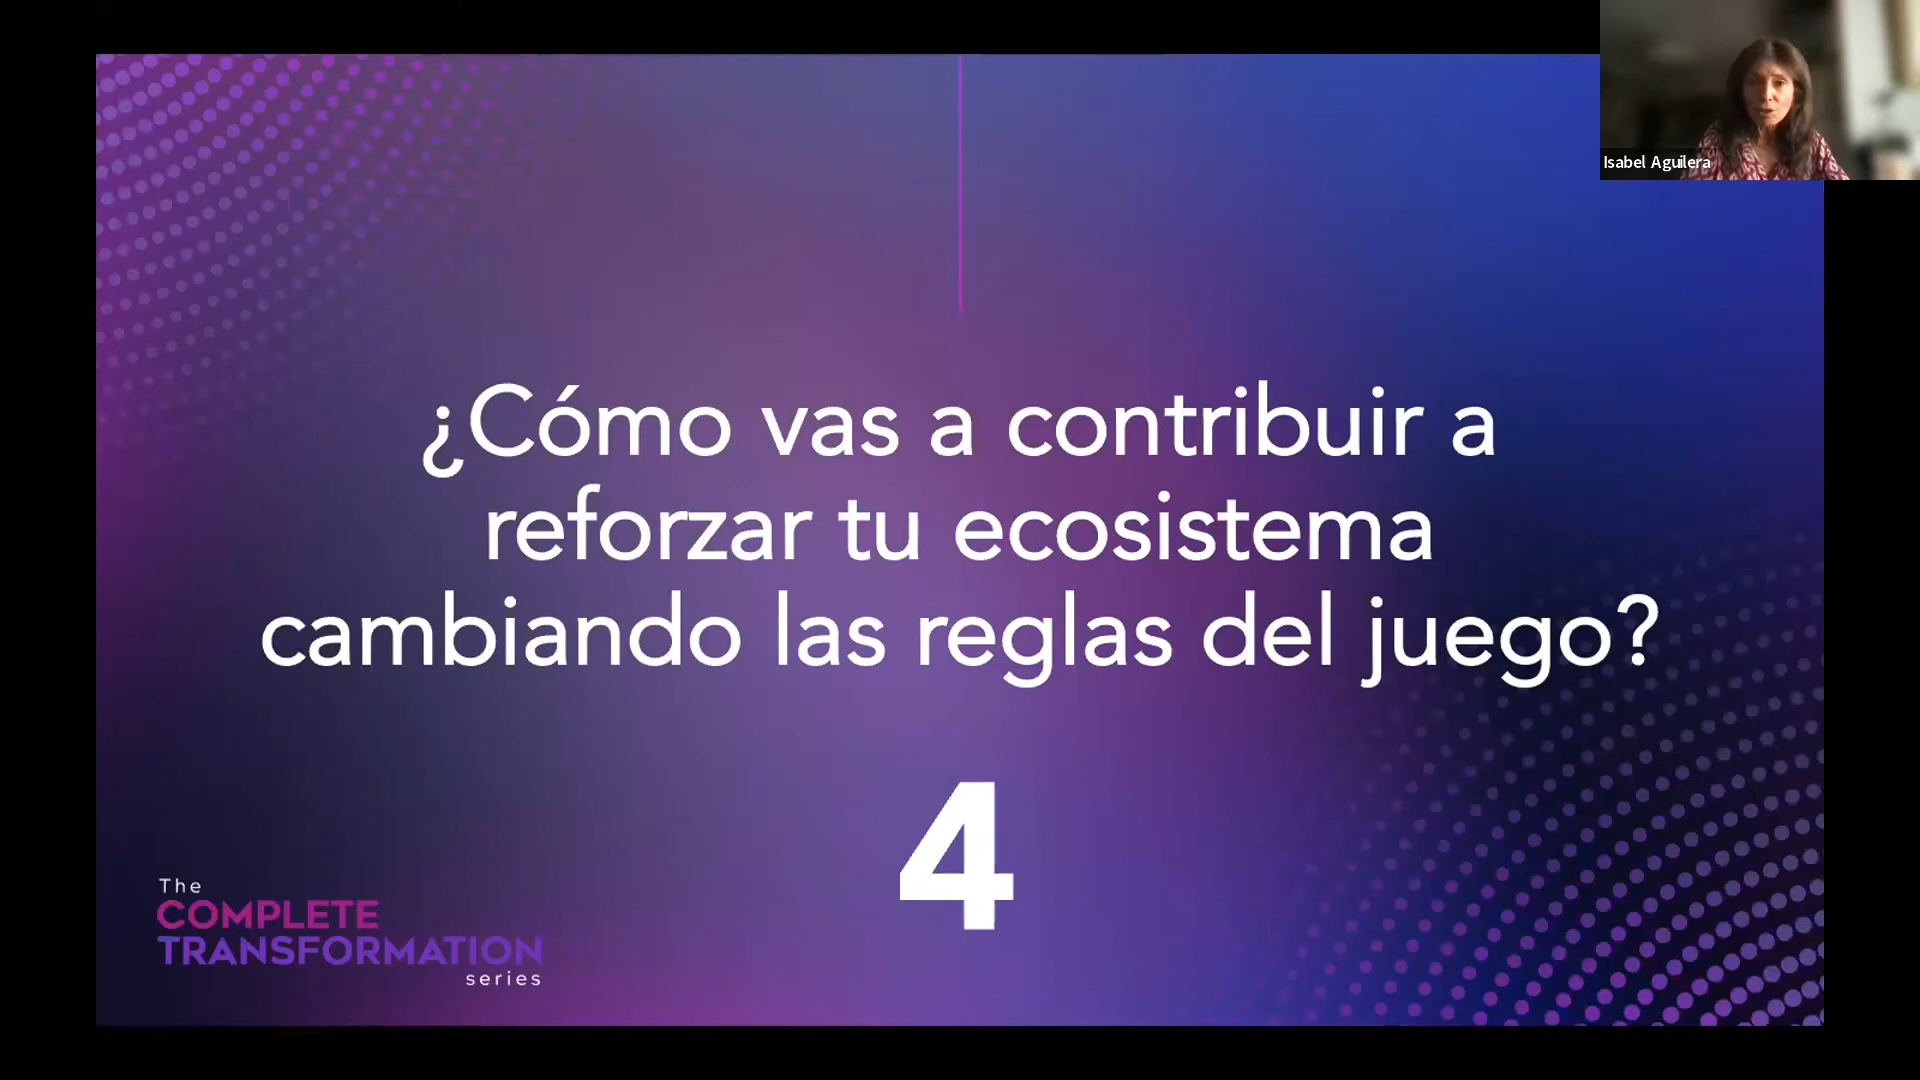 Isabel Aguilera
¿Cómo vas a contribuir a
reforzar tu ecosistema
cambiando las reglas del juego?
4
The
COMPLETE
TRANSFORMATION
series